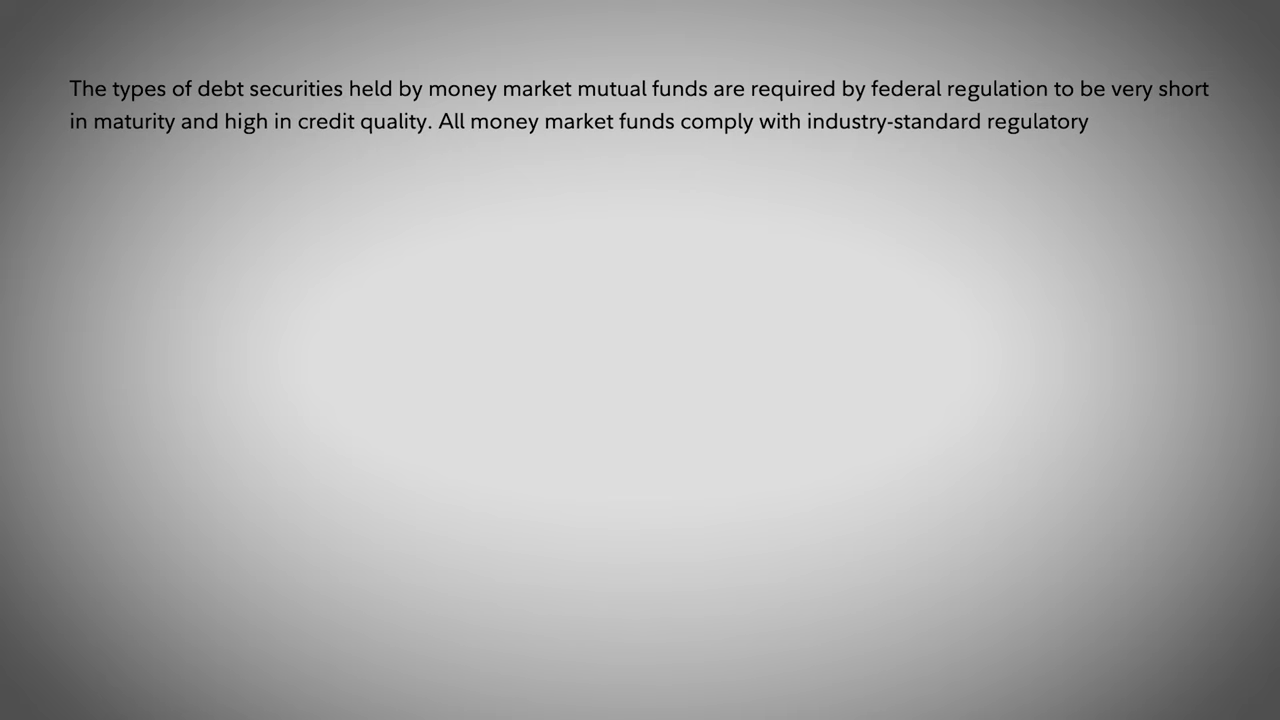 The types of debt securities held by money market mutual funds are required by federal regulation to be very short
in maturity and high in credit quality. All money market funds comply with industry-standard regulatory